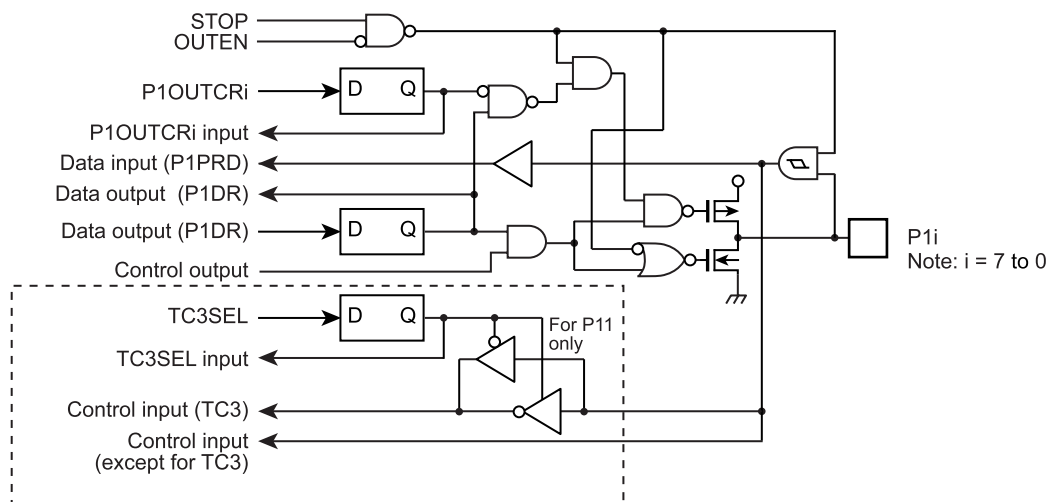 STOP
OUTEN
P1OUTCRi
D Q
P1OUTCRi input
Data input (P1PRD)
Data output (P1DR)
Data output (P1DR)
D Q
Control output
P1i
Note: i = 7 to 0
TC3SEL
D Q
For P11
only
TC3SEL input
Control input (TC3)
Control input
(except for TC3)